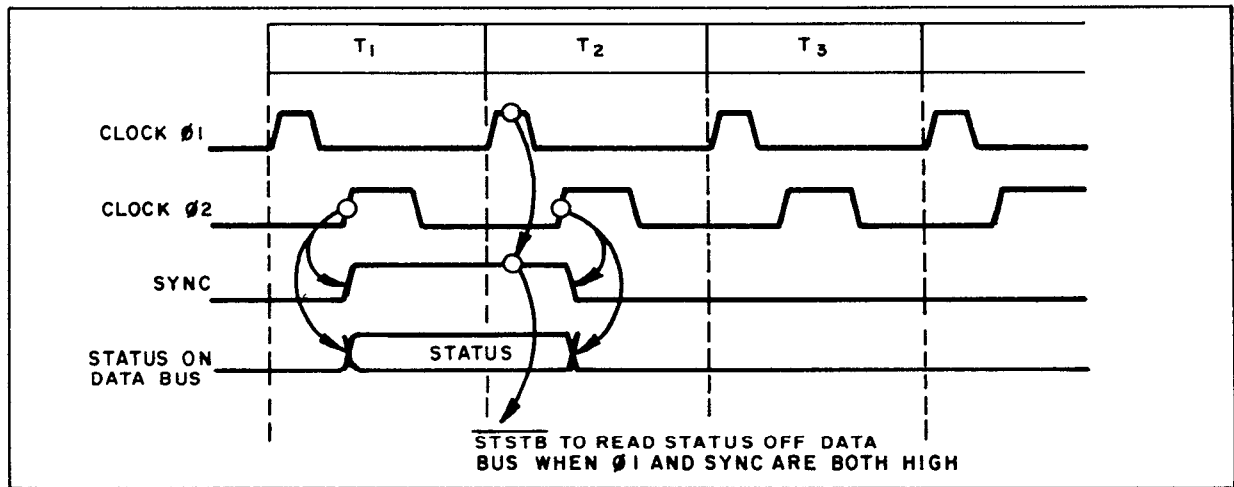 T1 T2 T3
CLOCK Ø1
CLOCK Ø2
SYNC
STATUS ON
DATA BUS
STATUS
STSTB TO READ STATUS OFF DATA
BUS WHEN Ø1 AND SYNC ARE BOTH HIGH